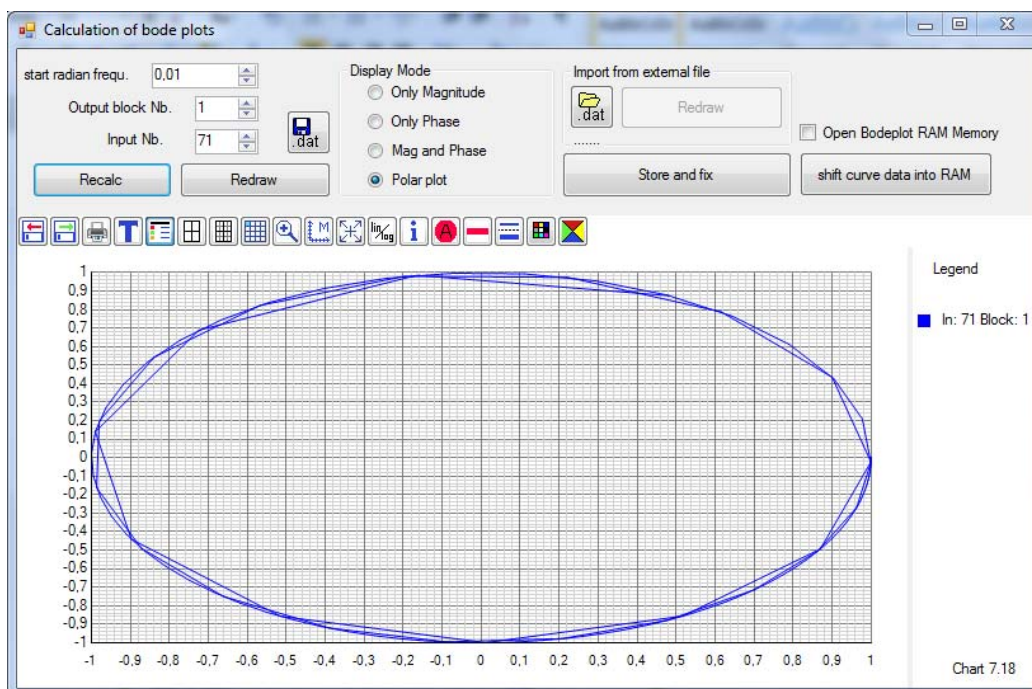 Calculation of bode plots
start radian frequ. 0,01
Output block Nb. 1
Input Nb. 71
.dat
Recalc
Redraw
Display Mode
Only Magnitude
Only Phase
Mag and Phase
Polar plot
Import from external file
.dat
Redraw
.......
Store and fix
Open Bodeplot RAM Memory
shift curve data into RAM
T
M
lin/log
i
A
1
0,9
0,8
0,7
0,6
0,5
0,4
0,3
0,2
0,1
0
-0,1
-0,2
-0,3
-0,4
-0,5
-0,6
-0,7
-0,8
-0,9
-1
-1 -0,9 -0,8 -0,7 -0,6 -0,5 -0,4 -0,3 -0,2 -0,1 0 0,1 0,2 0,3 0,4 0,5 0,6 0,7 0,8 0,9 1
Legend
In: 71 Block: 1
Chart 7.18